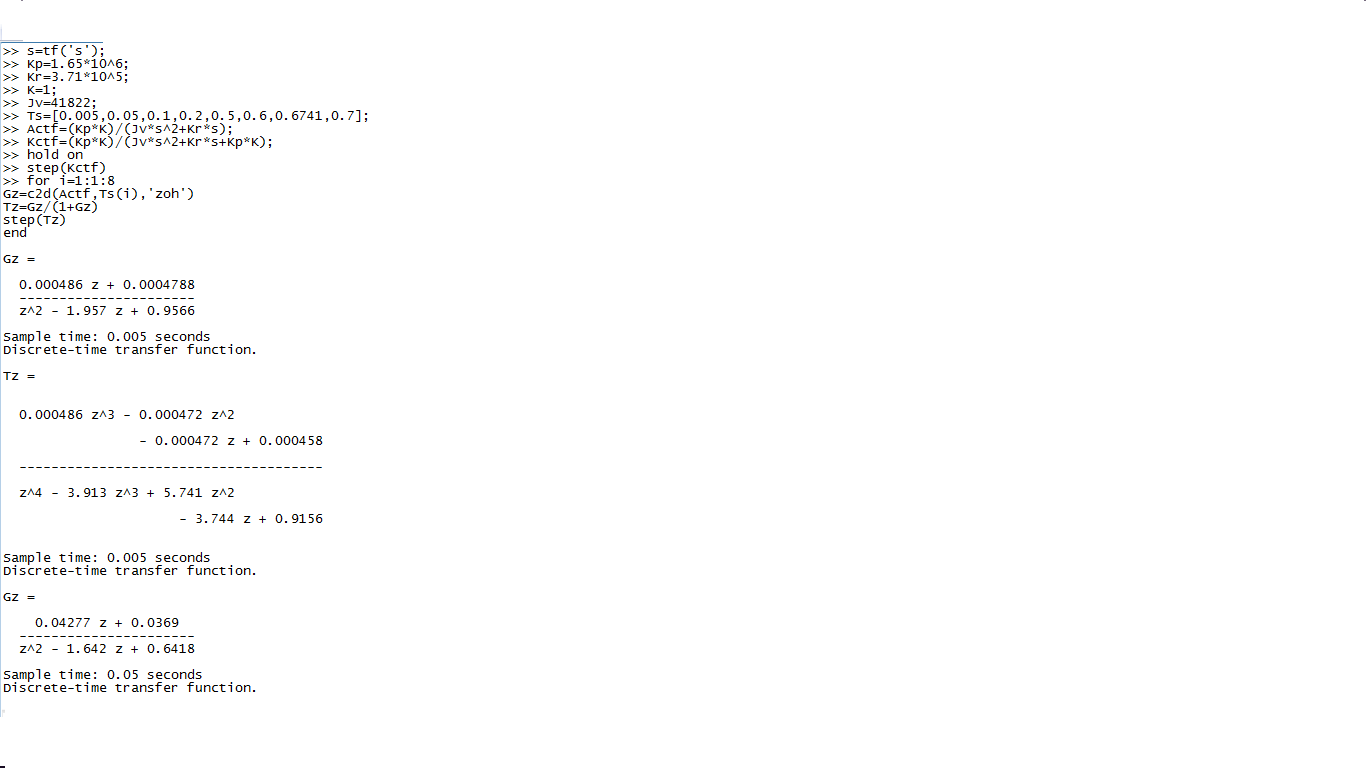 >> s=tf('s');
>> Kp=1.65*10^6;
>> Kr=3.71*10^5;
>> K=1;
>> Jv=41822;
>> Ts=[0.005,0.05,0.1,0.2,0.5,0.6,0.6741,0.7];
>> Actf=(Kp*K)/(Jv*s^2+Kr*s);
>> Kctf=(Kp*K)/(Jv*s^2+Kr*s+Kp*K);
>> hold on
>> step(Kctf)
>> for i=1:1:8
Gz=c2d(Actf,Ts(i),'zoh')
Tz=Gz/(1+Gz)
step(Tz)
end
Gz =
0.000486 z + 0.0004788
----------------------
z^2 - 1.957 z + 0.9566
Sample time: 0.005 seconds
Discrete-time transfer function.
Tz =
0.000486 z^3 - 0.000472 z^2
- 0.000472 z + 0.000458
--------------------------------------
z^4 - 3.913 z^3 + 5.741 z^2
- 3.744 z + 0.9156
Sample time: 0.005 seconds
Discrete-time transfer function.
Gz =
0.04277 z + 0.0369
----------------------
z^2 - 1.642 z + 0.6418
Sample time: 0.05 seconds
Discrete-time transfer function.